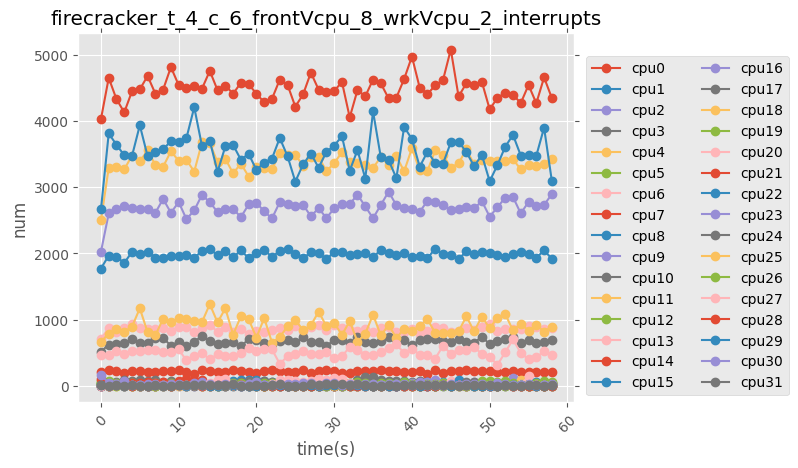 firecracker_t_4_c_6_frontVcpu_8_wrkVcpu_2_interrupts
num
5000
4000
3000
2000
1000
0
0
10
20
30
40
50
60
time(s)
cpu0
cpu1
cpu2
cpu3
cpu4
cpu5
cpu6
cpu7
cpu8
cpu9
cpu10
cpu11
cpu12
cpu13
cpu14
cpu15
cpu16
cpu17
cpu18
cpu19
cpu20
cpu21
cpu22
cpu23
cpu24
cpu25
cpu26
cpu27
cpu28
cpu29
cpu30
cpu31